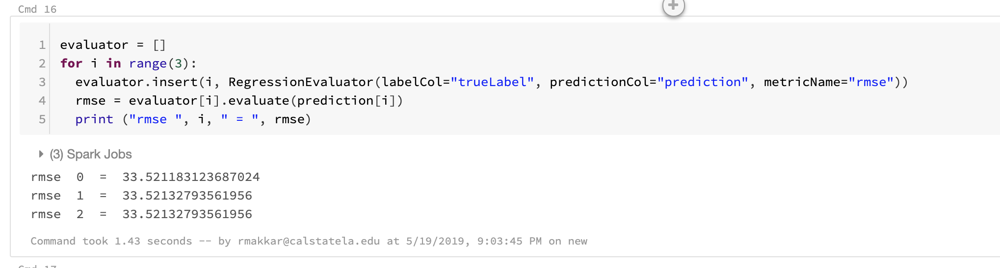 Cmd 16
1 evaluator = []
2 for i in range(3):
3   evaluator.insert(i, RegressionEvaluator(labelCol="trueLabel", predictionCol="prediction", metricName="rmse"))
4   rmse = evaluator[i].evaluate(prediction[i])
5   print ("rmse ", i, " = ", rmse)
(3) Spark Jobs
rmse  0  =  33.521183123687024
rmse  1  =  33.52132793561956
rmse  2  =  33.52132793561956
Command took 1.43 seconds -- by rmakkar@calstatela.edu at 5/19/2019, 9:03:45 PM on new
Cmd 17